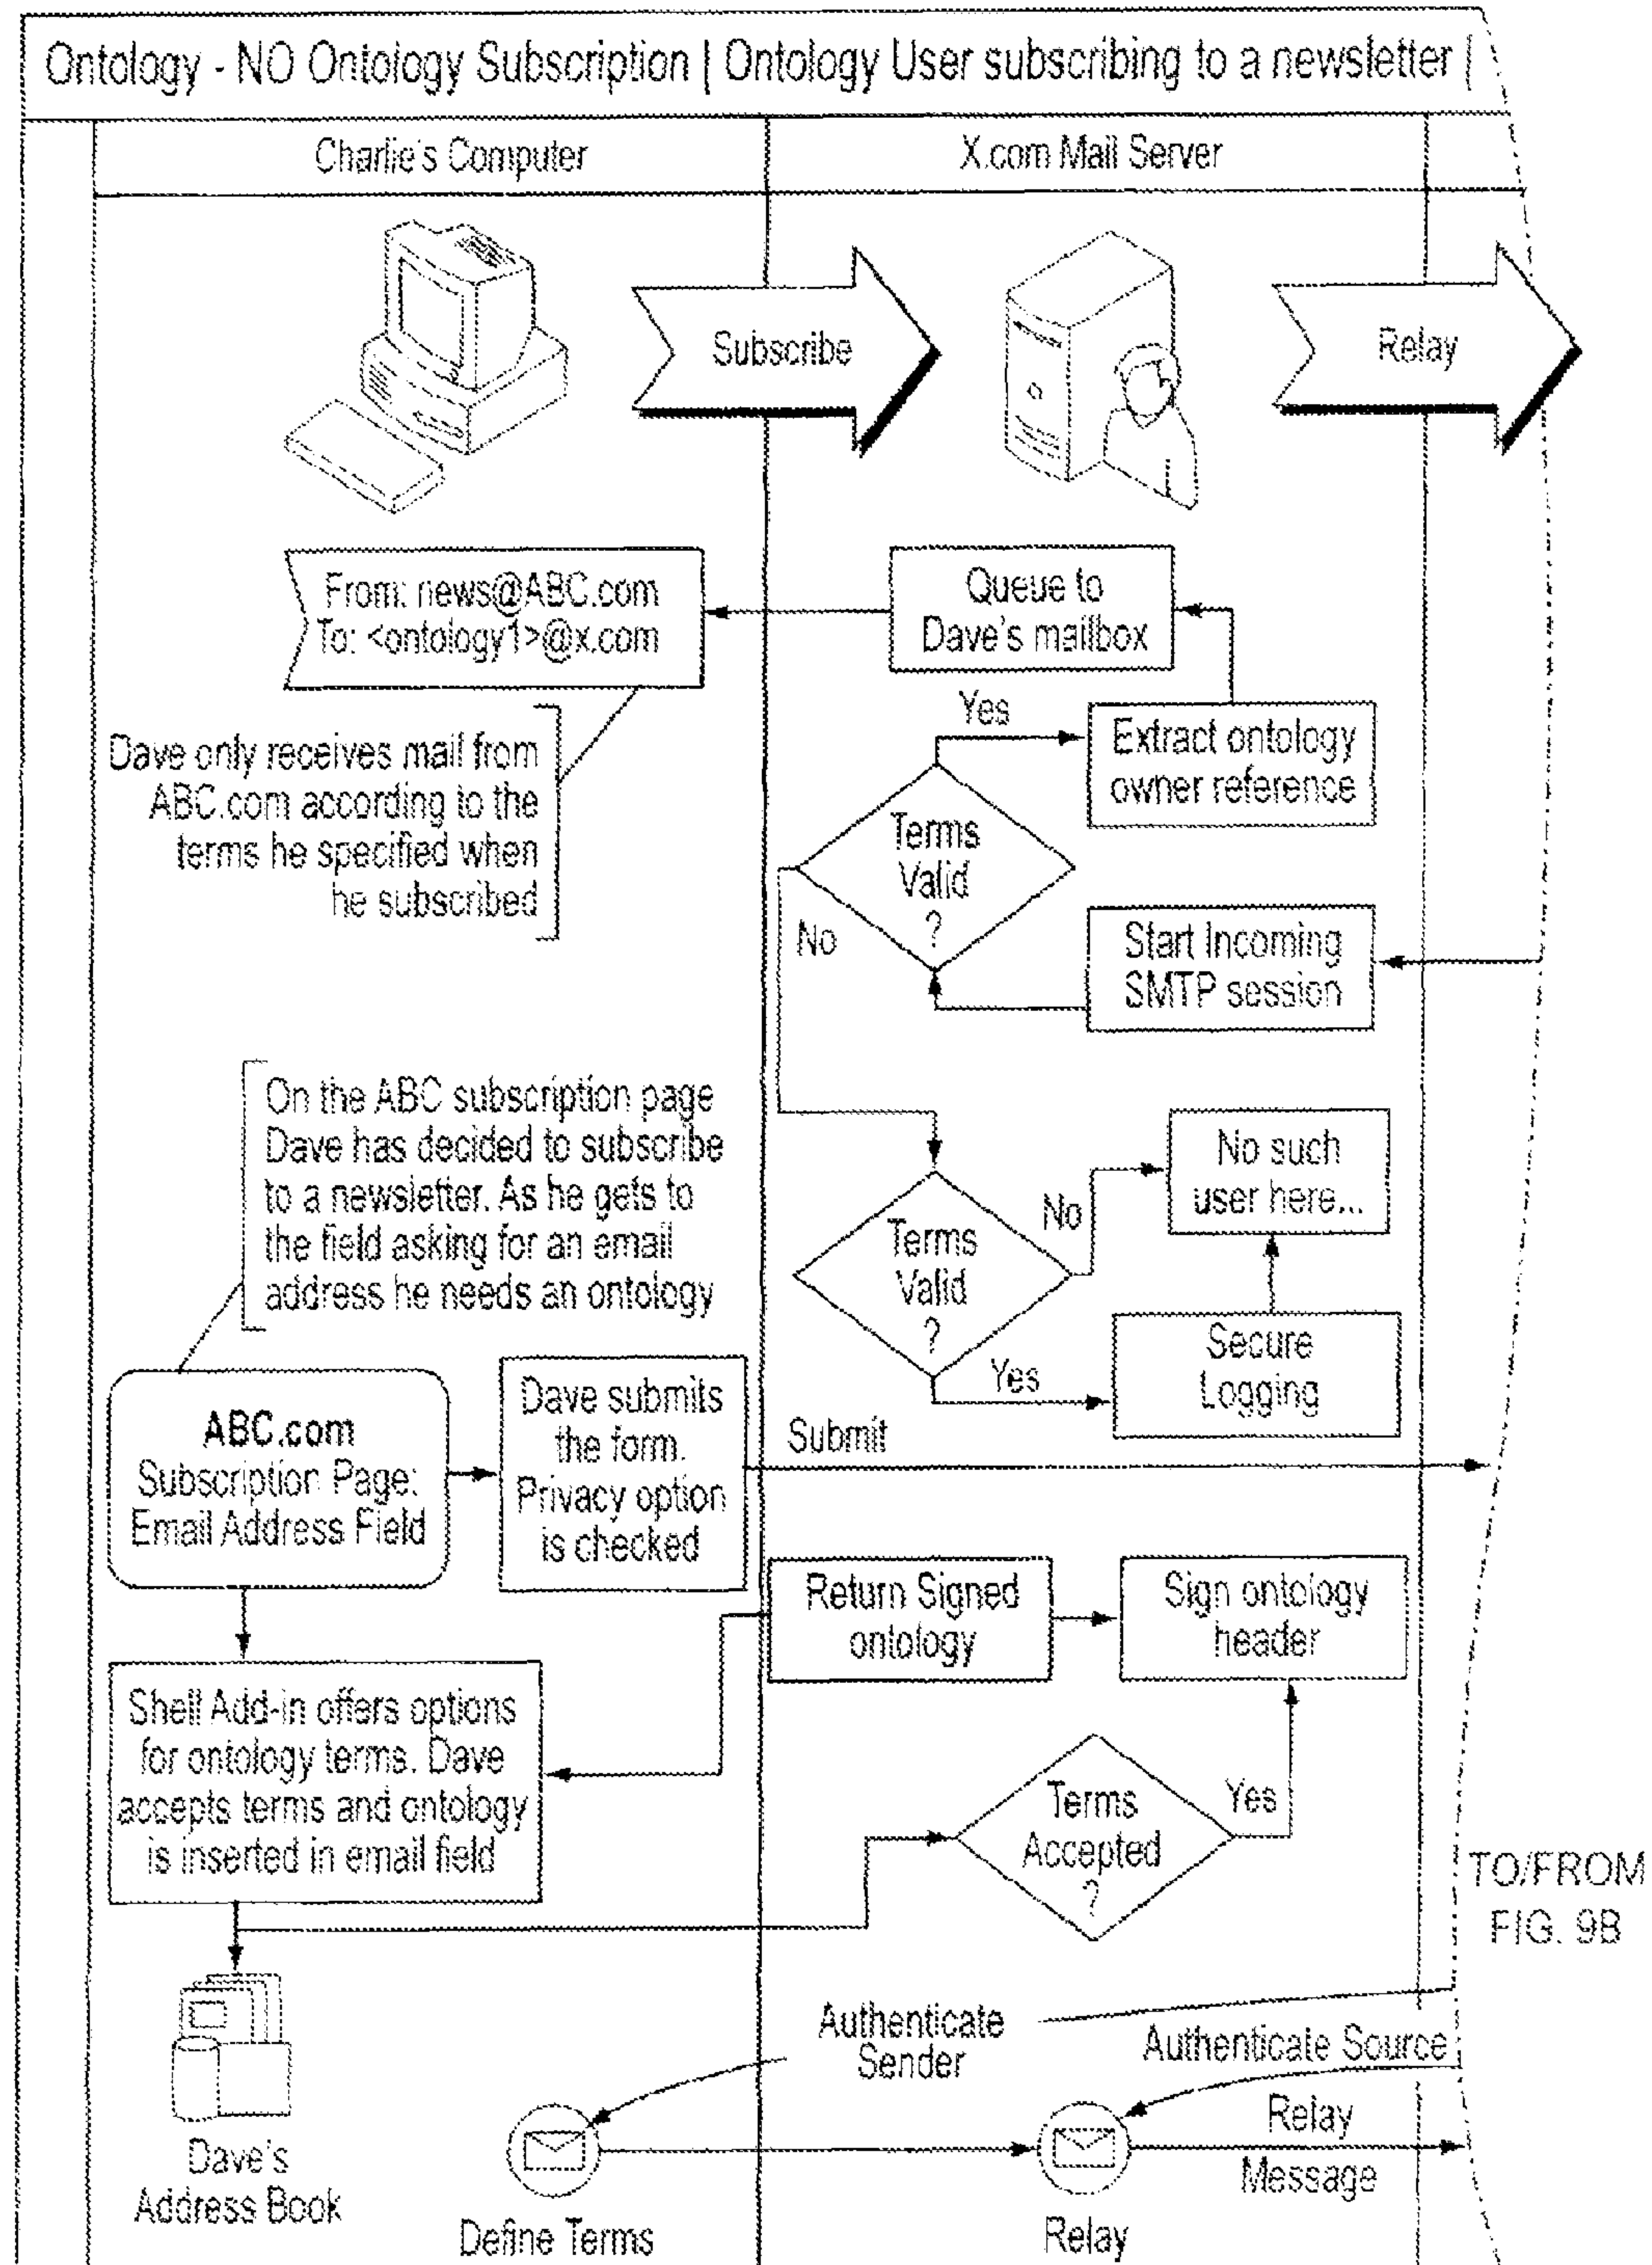 Ontology - NO Ontology Subscription | Ontology User subscribing to a newsletter |
Charlie's Computer
X.com Mail Server
Subscribe
Relay
From: news@ABC.com
To: <ontology1>@x.com
Queue to
Dave's mailbox
Yes
Extract ontology
owner reference
Dave only receives mail from
ABC.com according to the
terms he specified when
he subscribed
Terms
Valid
?
No
Start Incoming
SMTP session
On the ABC subscription page
Dave has decided to subscribe
to a newsletter. As he gets to
the field asking for an email
address he needs an ontology
No such
user here...
No
Terms
Valid
?
Yes
Secure
Logging
ABC.com
Subscription Page:
Email Address Field
Dave submits
the form.
Privacy option
is checked
Submit
Return Signed
ontology
Sign ontology
header
Shell Add-in offers options
for ontology terms. Dave
accepts terms and ontology
is inserted in email field
Terms
Accepted
?
Yes
TO/FROM
FIG. 9B
Authenticate
Sender
Authenticate Source
Dave's
Address Book
Define Terms
Relay
Relay
Message